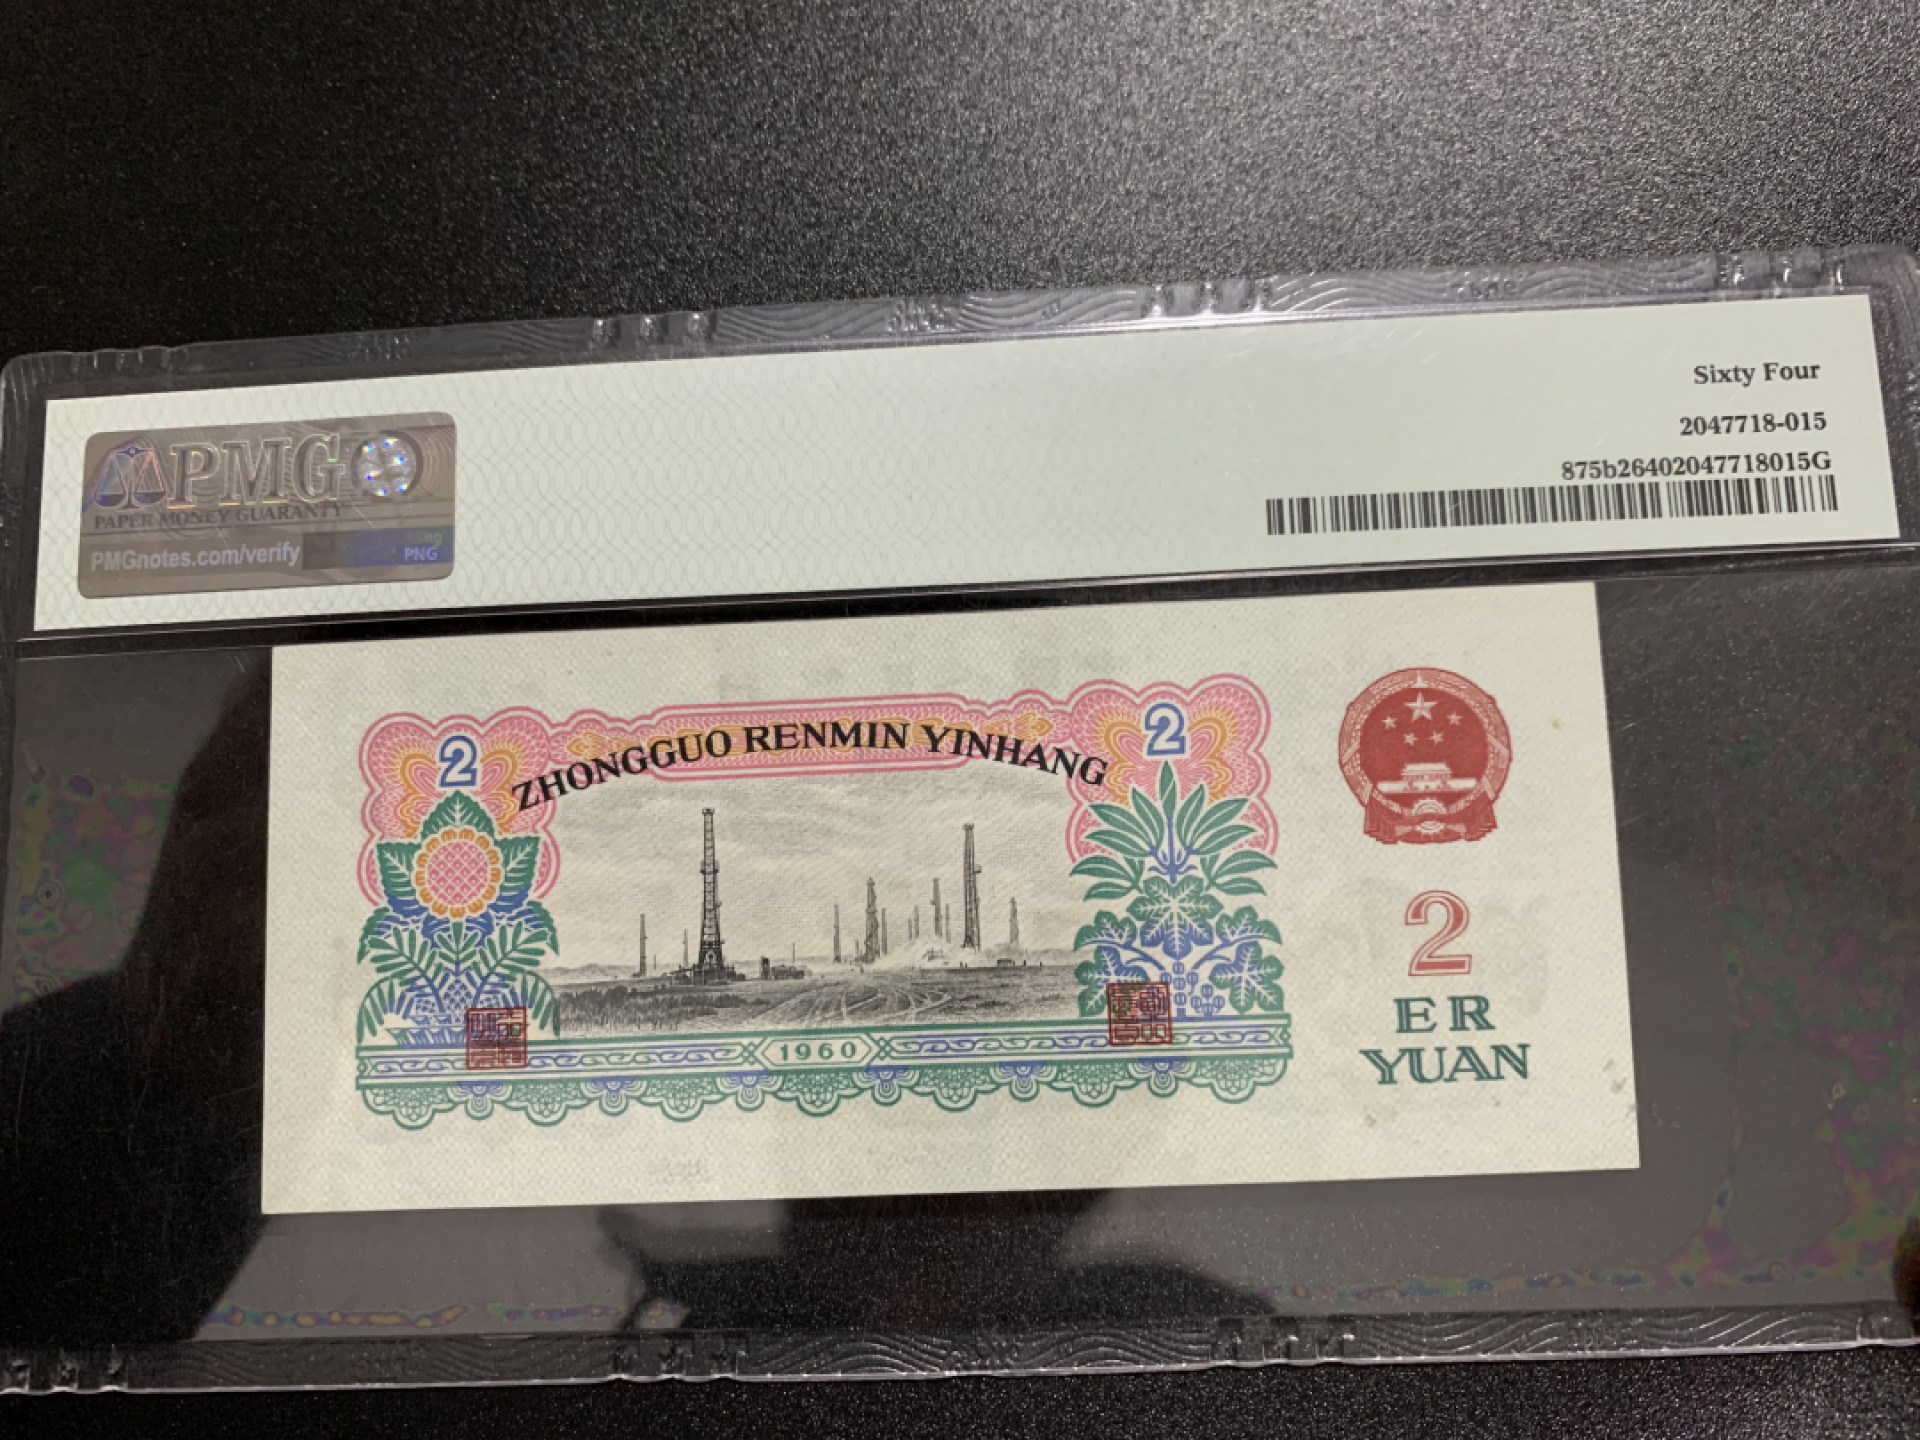 Sixty Four
2047718-015
875b26402047718015G
PMG
PAPER MONEY GUARANTY
PMGnotes.com/verify
PNG
2
2
ZHONGGUO RENMIN YINHANG
1960
2
ER
YUAN